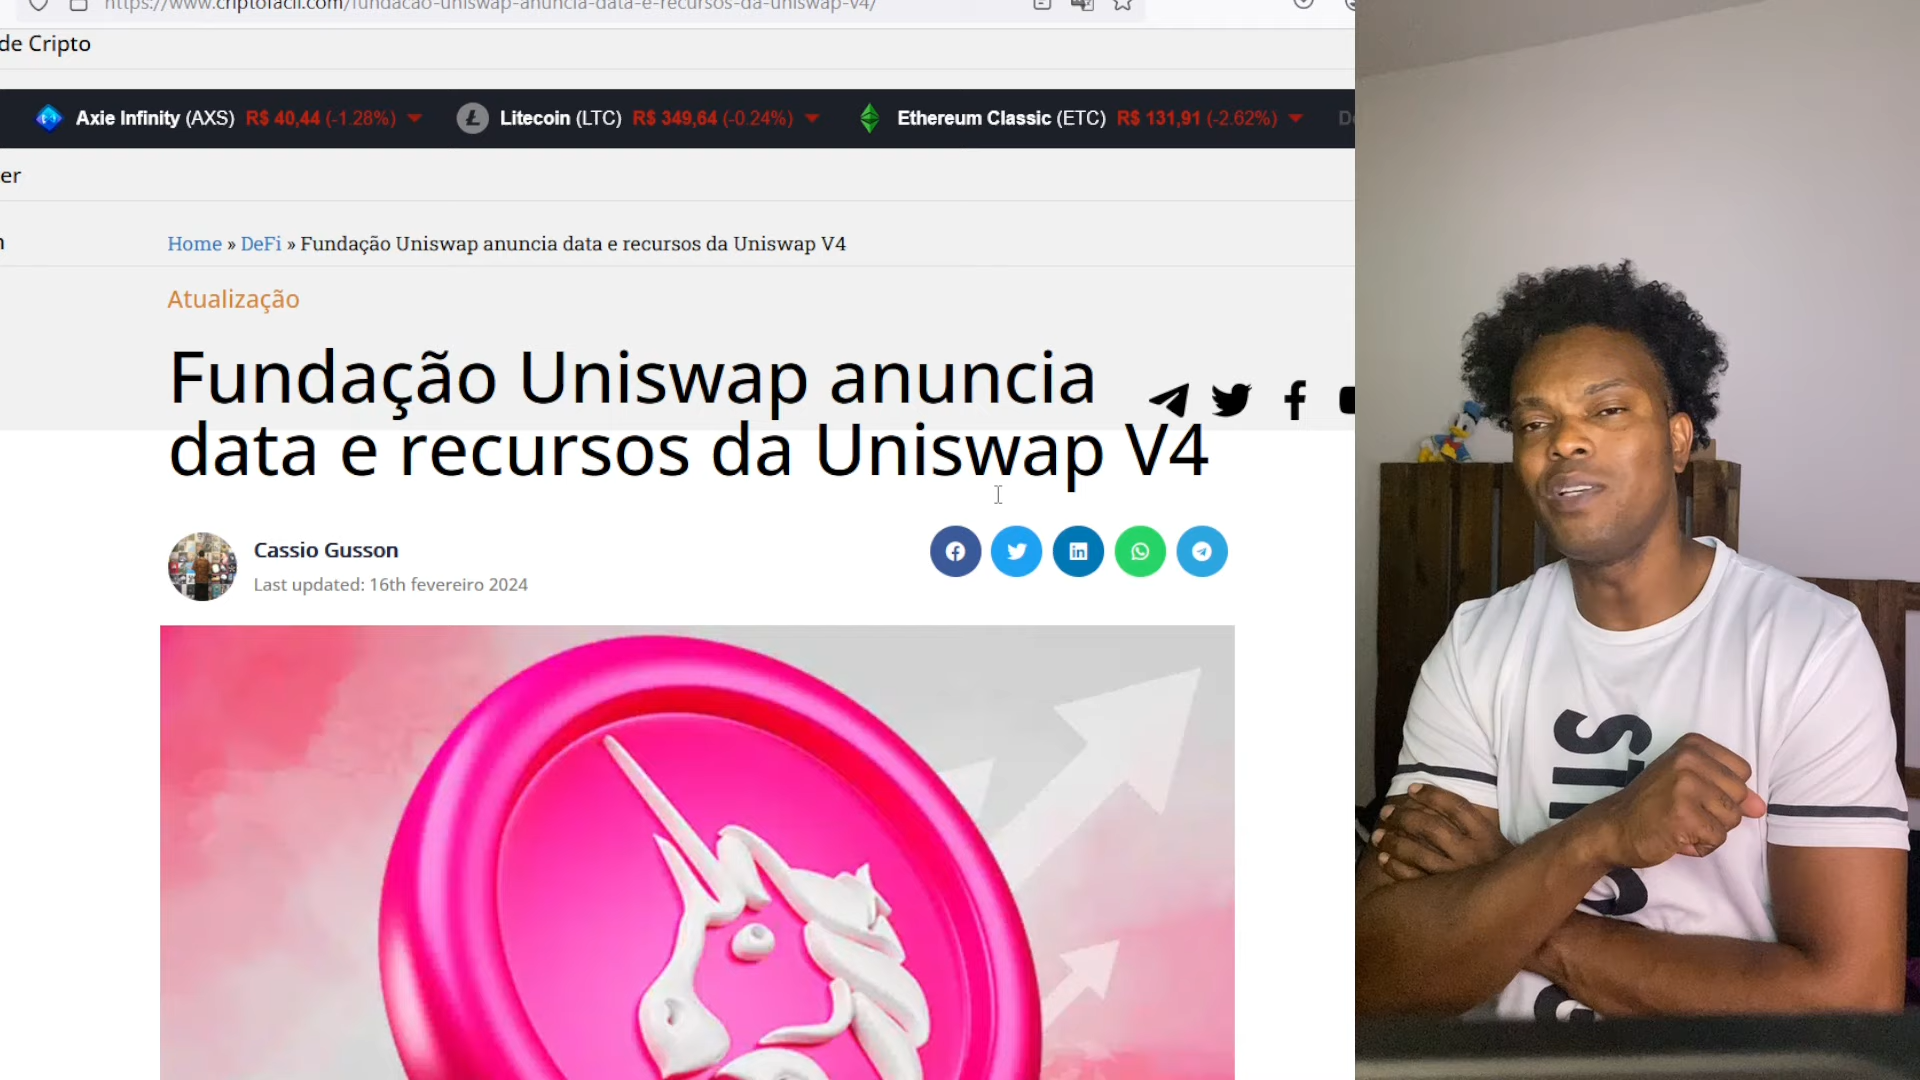 https://www.criptofacil.com/fundacao-uniswap-anuncia-data-e-recursos-da-uniswap-v4/
de Cripto
Axie Infinity (AXS) R$ 40,44 (-1.28%) Litecoin (LTC) R$ 349,64 (-0.24%) Ethereum Classic (ETC) R$ 131,91 (-2.62%)
er
Home » DeFi » Fundação Uniswap anuncia data e recursos da Uniswap V4
Atualização
Fundação Uniswap anuncia
data e recursos da Uniswap V4
Cassio Gusson
Last updated: 16th fevereiro 2024